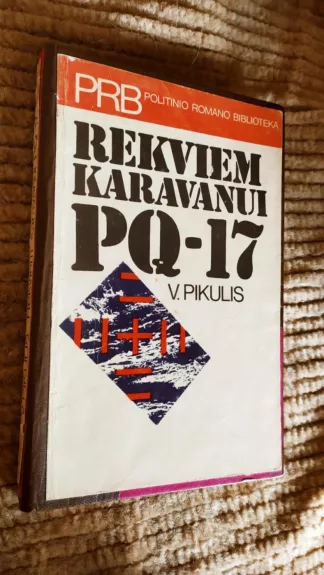 PRB POLITINIO ROMANO BIBLIOTEKA
REKVIEM
KARAVANUI
PQ-17
V. PIKULIS